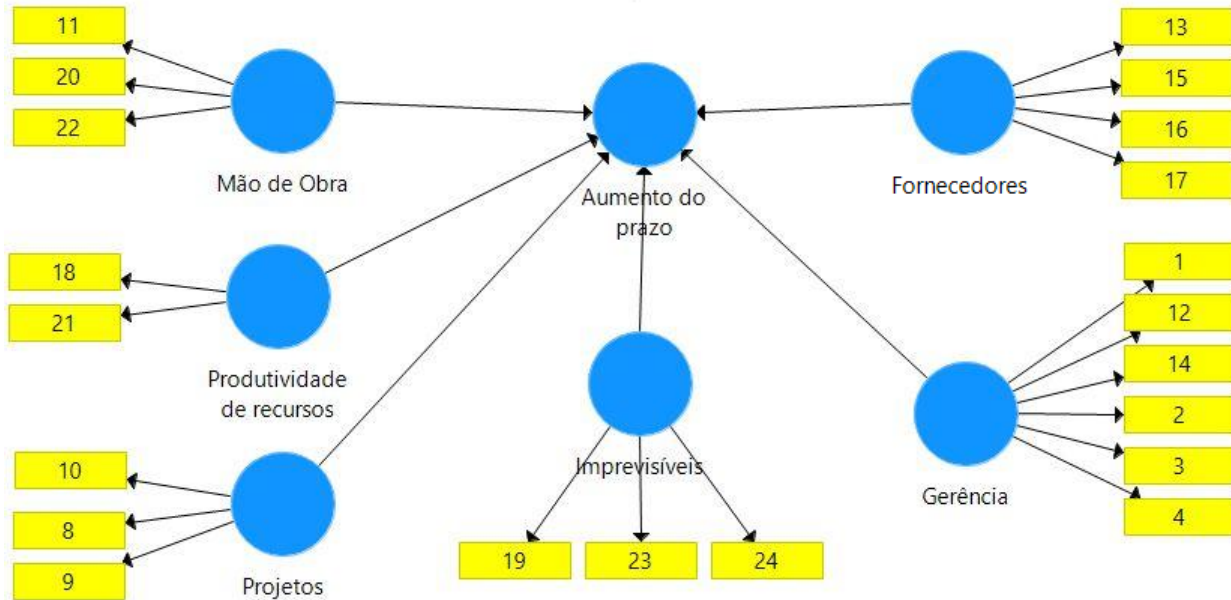 11
20
22
Mão de Obra
Aumento do
prazo
13
15
16
17
Fornecedores
18
21
Produtividade
de recursos
1
12
14
2
3
4
Gerência
10
8
9
Projetos
Imprevisíveis
19
23
24